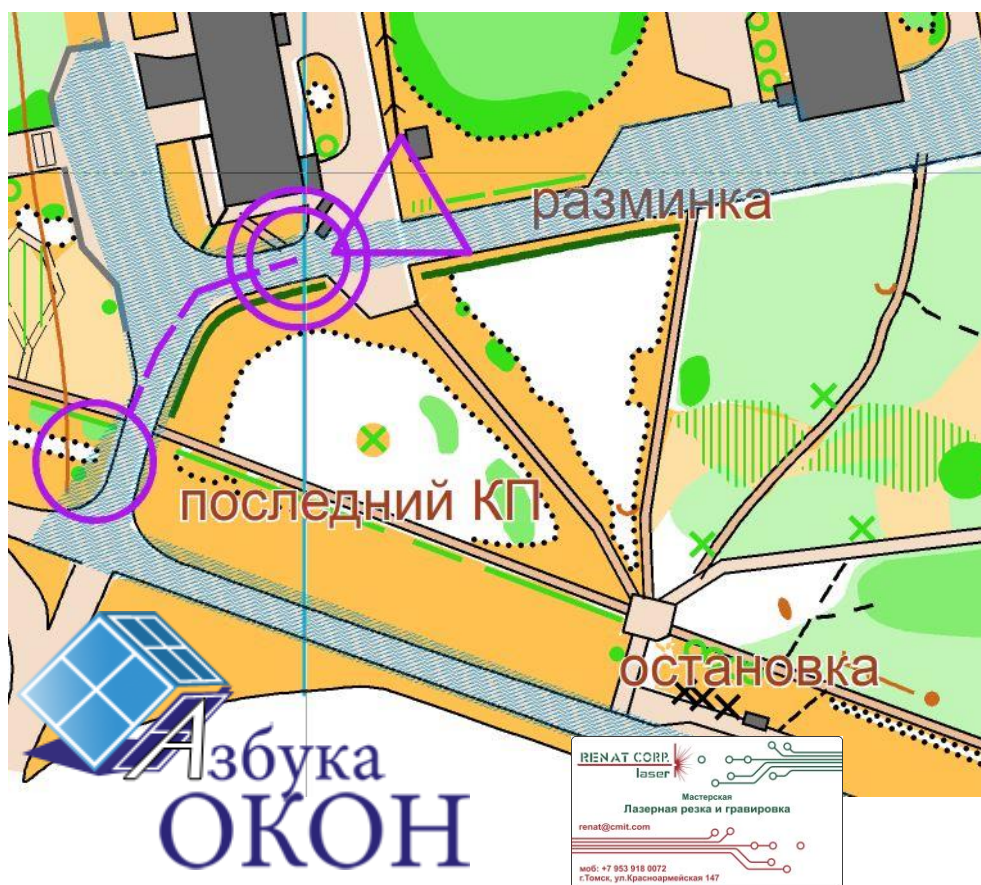 разминка
последний КП
остановка
Азбука
ОКОН
RENAT CORP.
laser
Мастерская
Лазерная резка и гравировка
renat@cmit.com
моб: +7 953 918 0072
г.Томск, ул.Красноармейская 147